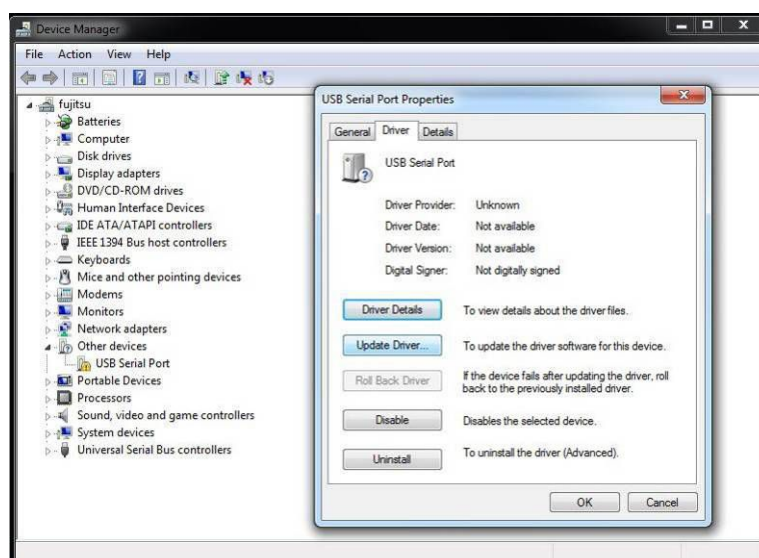 Device Manager
File Action View Help
fujitsu
Batteries
Computer
Disk drives
Display adapters
DVD/CD-ROM drives
Human Interface Devices
IDE ATA/ATAPI controllers
IEEE 1394 Bus host controllers
Keyboards
Mice and other pointing devices
Modems
Monitors
Network adapters
Other devices
USB Serial Port
Portable Devices
Processors
Sound, video and game controllers
System devices
Universal Serial Bus controllers
USB Serial Port Properties
General Driver Details
USB Serial Port
Driver Provider: Unknown
Driver Date: Not available
Driver Version: Not available
Digital Signer: Not digitally signed
Driver Details To view details about the driver files.
Update Driver... To update the driver software for this device.
Roll Back Driver If the device fails after updating the driver, roll
back to the previously installed driver.
Disable Disables the selected device.
Uninstall To uninstall the driver (Advanced).
OK Cancel